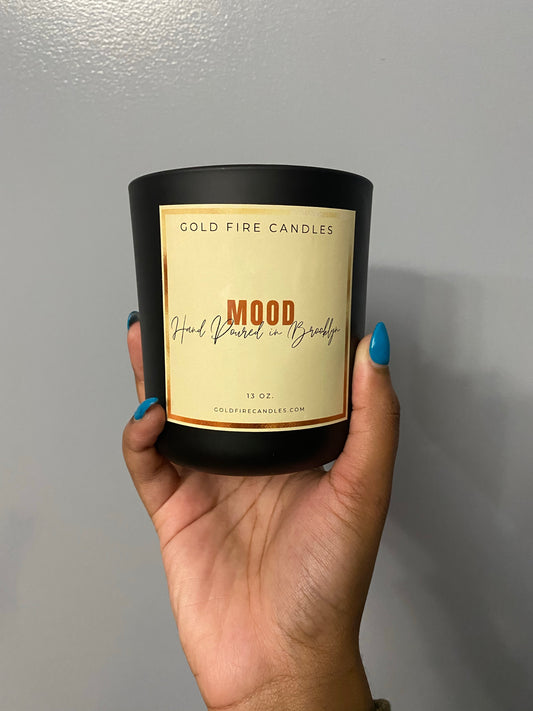 GOLD FIRE CANDLES
MOOD
Hand Poured in Brooklyn
13 OZ.
GOLDFIRECANDLES.COM